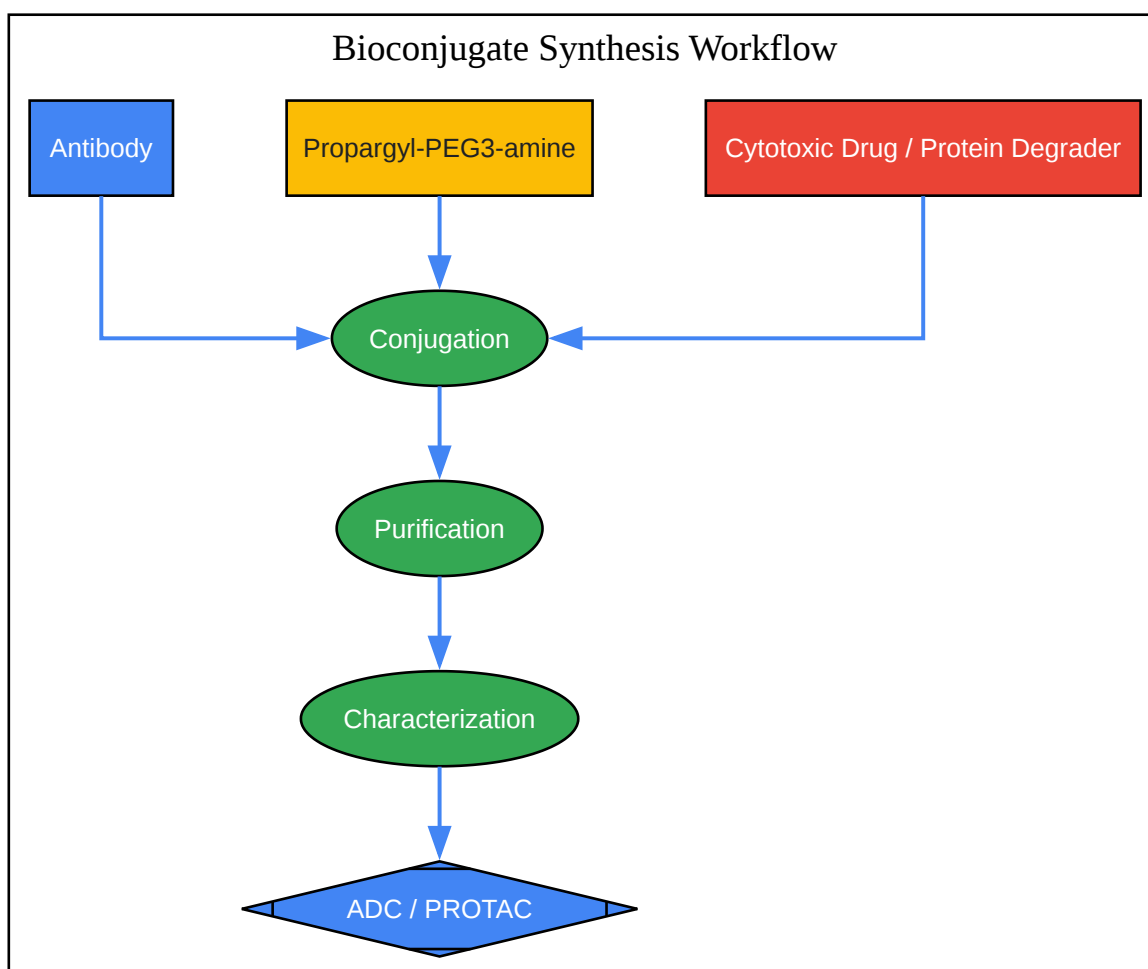 Bioconjugate Synthesis Workflow
Antibody
Propargyl-PEG3-amine
Cytotoxic Drug / Protein Degrader
Conjugation
Purification
Characterization
ADC / PROTAC